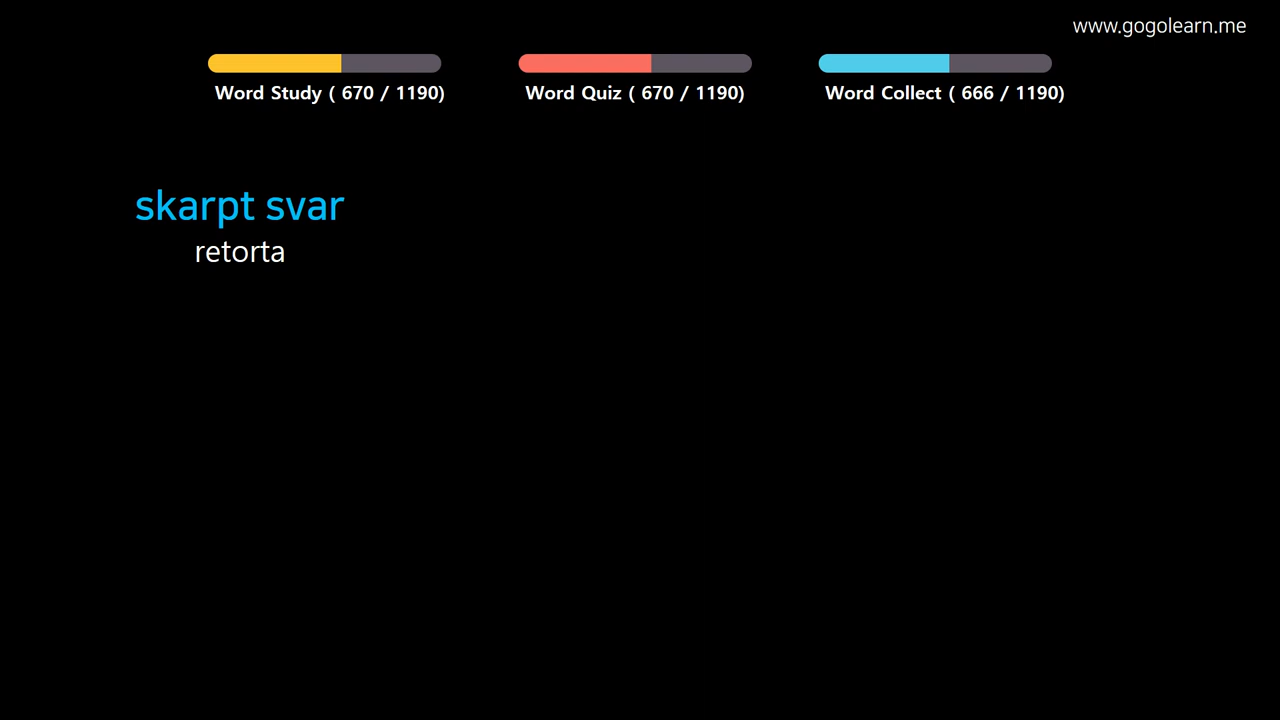 www.gogolearn.me
Word Study ( 670 / 1190)
Word Quiz ( 670 / 1190)
Word Collect ( 666 / 1190)
skarpt svar
retorta